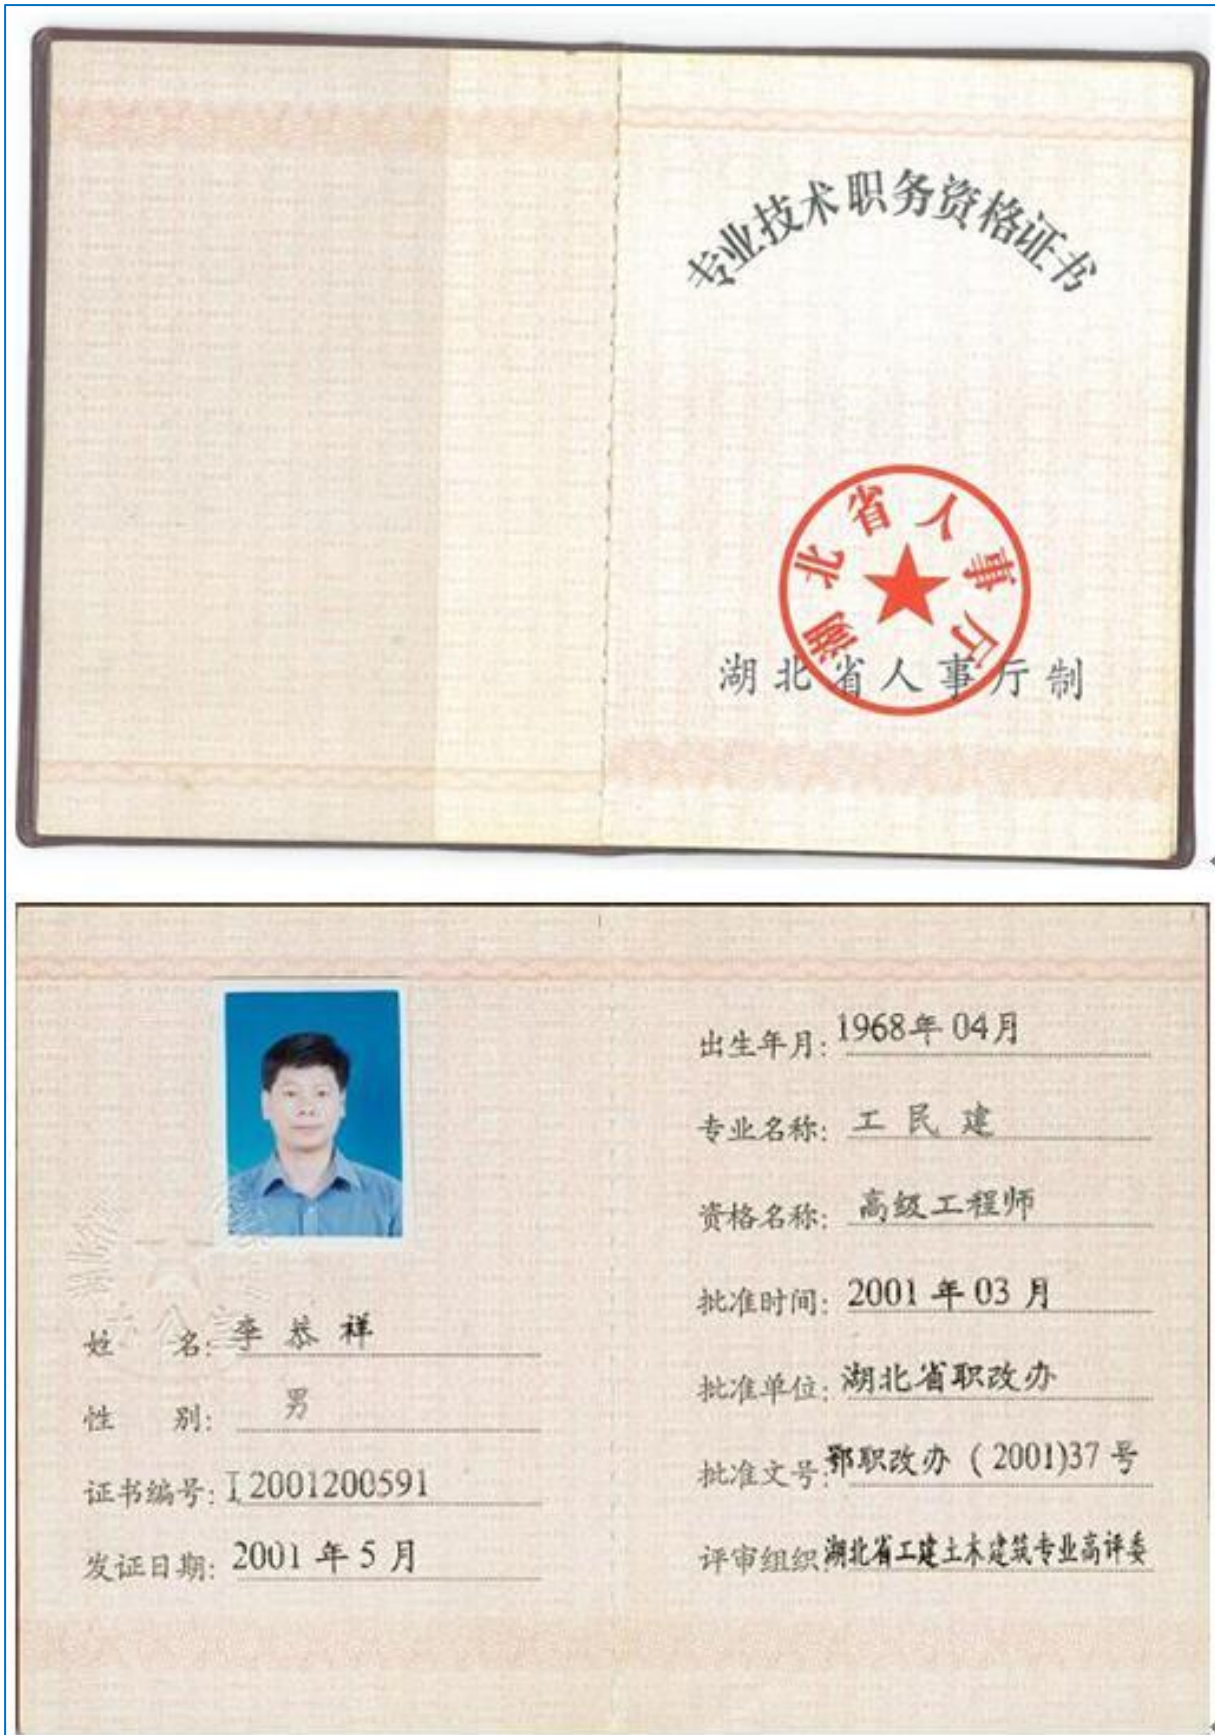 专业技术职务资格证书
湖北省人事厅
湖北省人事厅制
姓 名: 李恭祥
性 别: 男
证书编号: I2001200591
发证日期: 2001年5月
出生年月: 1968年04月
专业名称: 工民建
资格名称: 高级工程师
批准时间: 2001年03月
批准单位: 湖北省职改办
批准文号: 鄂职改办(2001)37号
评审组织: 湖北省工建土木建筑专业高评委